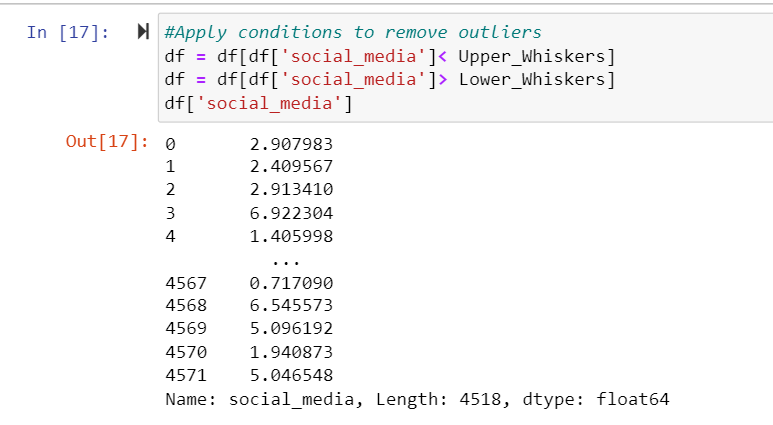 In [17]: #Apply conditions to remove outliers
df = df[df['social_media']< Upper_Whiskers]
df = df[df['social_media']> Lower_Whiskers]
df['social_media']
Out[17]: 0 2.907983
1 2.409567
2 2.913410
3 6.922304
4 1.405998
...
4567 0.717090
4568 6.545573
4569 5.096192
4570 1.940873
4571 5.046548
Name: social_media, Length: 4518, dtype: float64